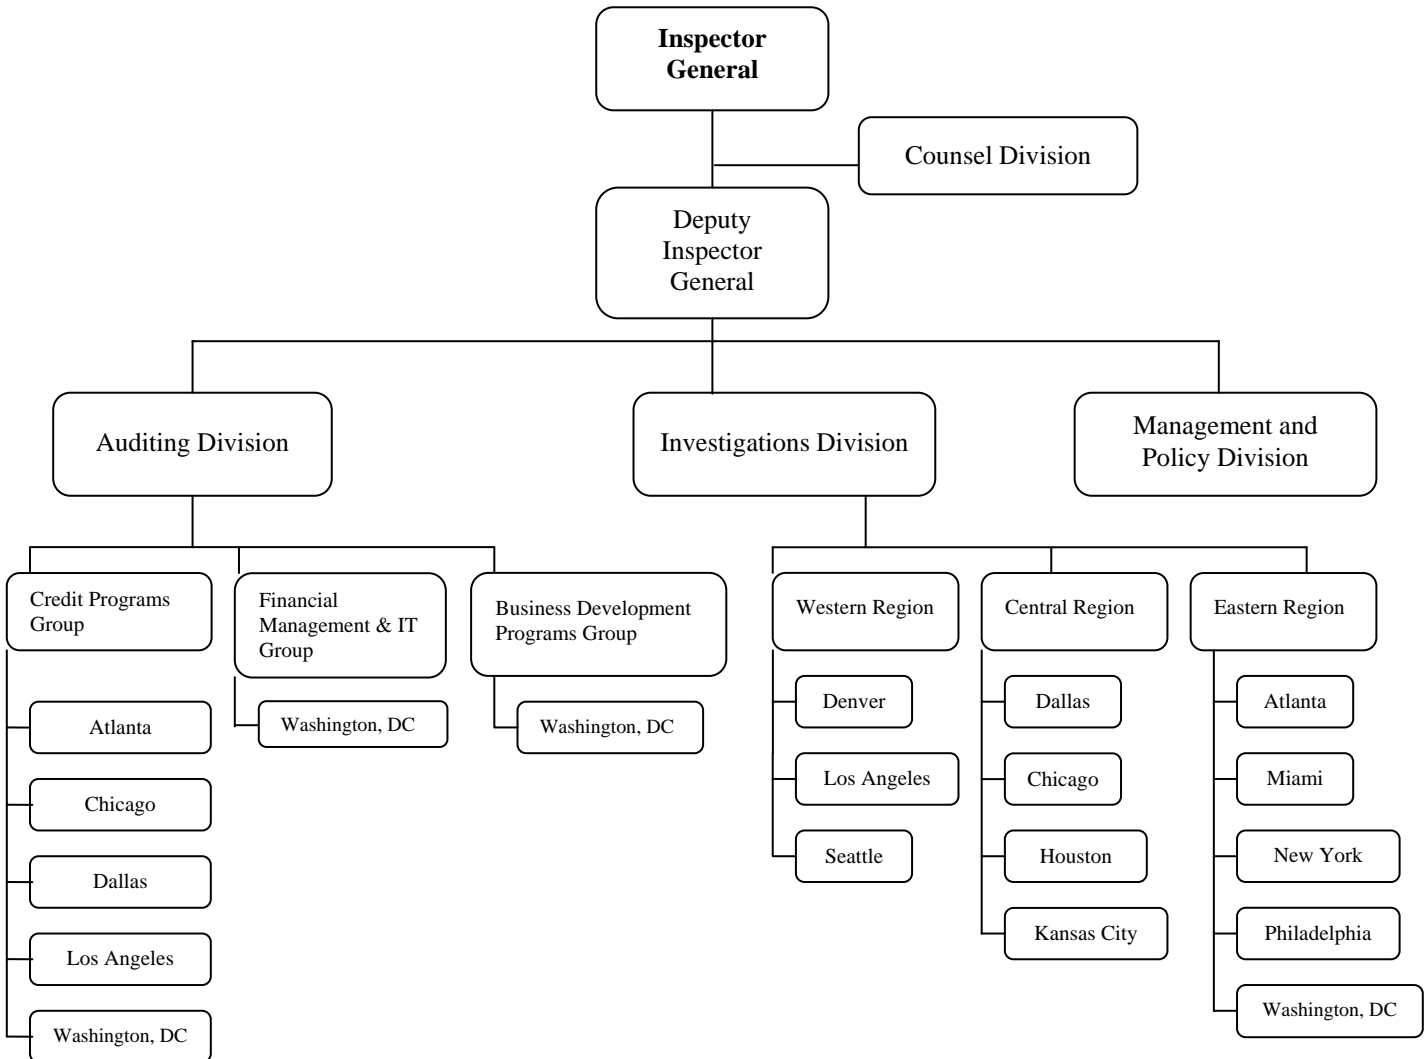 Inspector
General
Counsel Division
Deputy
Inspector
General
Auditing Division
Investigations Division
Management and
Policy Division
Credit Programs
Group
Financial
Management & IT
Group
Business Development
Programs Group
Western Region
Central Region
Eastern Region
Atlanta
Chicago
Dallas
Los Angeles
Washington, DC
Washington, DC
Washington, DC
Denver
Los Angeles
Seattle
Dallas
Chicago
Houston
Kansas City
Atlanta
Miami
New York
Philadelphia
Washington, DC